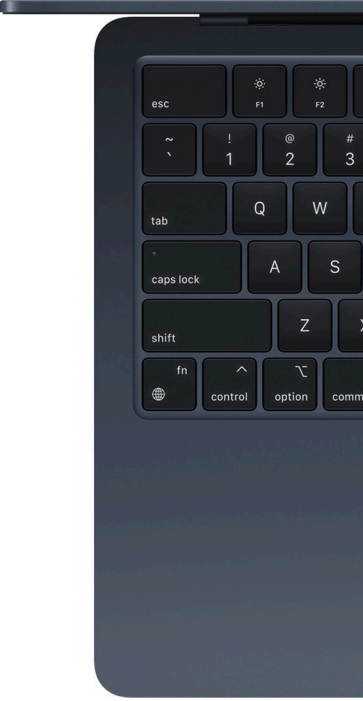 esc
F1
F2
~
`
!
1
@
2
#
3
tab
Q
W
caps lock
A
S
shift
Z
fn
control
option
comm